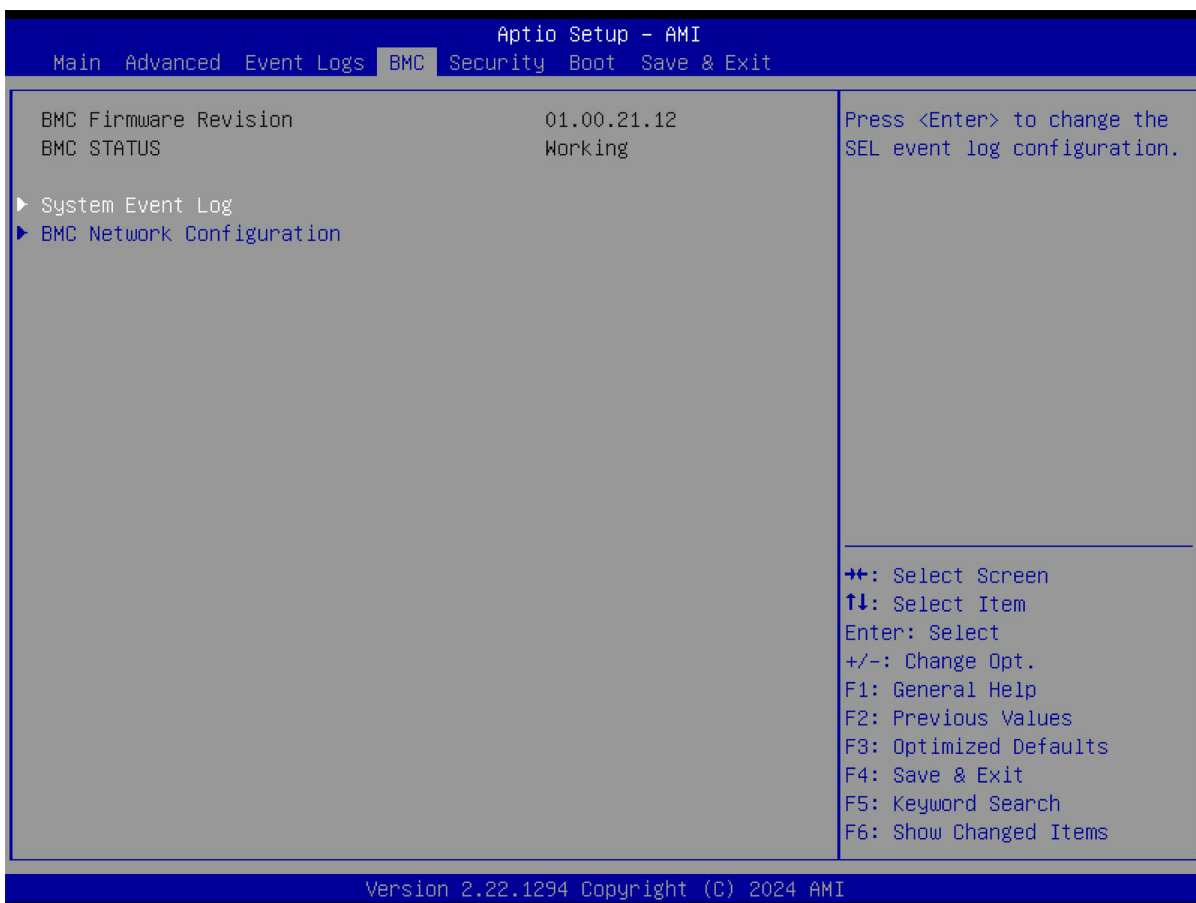 Aptio Setup – AMI
Main Advanced Event Logs BMC Security Boot Save & Exit
BMC Firmware Revision 01.00.21.12
BMC STATUS Working
▶ System Event Log
▶ BMC Network Configuration
Press <Enter> to change the
SEL event log configuration.
→←: Select Screen
↑↓: Select Item
Enter: Select
+/-: Change Opt.
F1: General Help
F2: Previous Values
F3: Optimized Defaults
F4: Save & Exit
F5: Keyword Search
F6: Show Changed Items
Version 2.22.1294 Copyright (C) 2024 AMI